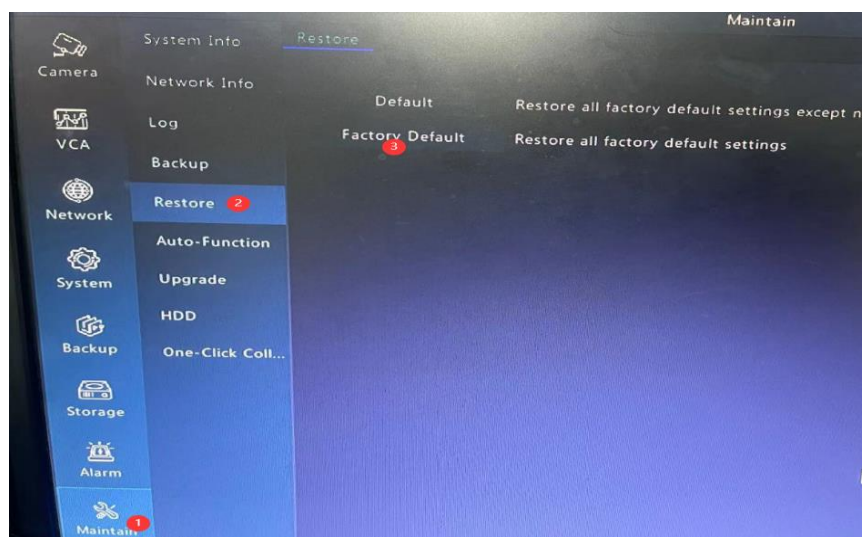 Maintain
Camera
VCA
Network
System
Backup
Storage
Alarm
Maintain 1
System Info
Network Info
Log
Backup
Restore 2
Auto-Function
Upgrade
HDD
One-Click Coll...
Restore
Default Restore all factory default settings except n
Factory Default Restore all factory default settings
3